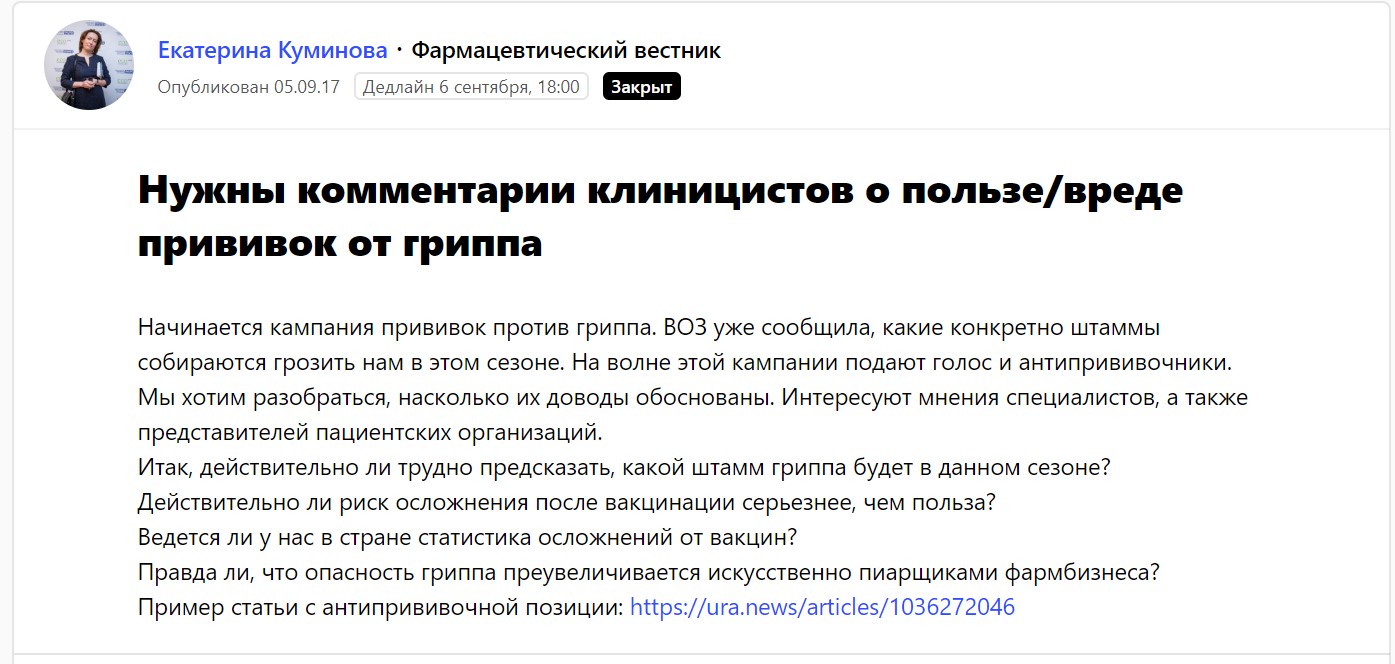 Екатерина Куминова · Фармацевтический вестник
Опубликован 05.09.17 Дедлайн 6 сентября, 18:00 Закрыт
Нужны комментарии клиницистов о пользе/вреде
прививок от гриппа
Начинается кампания прививок против гриппа. ВОЗ уже сообщила, какие конкретно штаммы
собираются грозить нам в этом сезоне. На волне этой кампании подают голос и антипрививочники.
Мы хотим разобраться, насколько их доводы обоснованы. Интересуют мнения специалистов, а также
представителей пациентских организаций.
Итак, действительно ли трудно предсказать, какой штамм гриппа будет в данном сезоне?
Действительно ли риск осложнения после вакцинации серьезнее, чем польза?
Ведется ли у нас в стране статистика осложнений от вакцин?
Правда ли, что опасность гриппа преувеличивается искусственно пиарщиками фармбизнеса?
Пример статьи с антипрививочной позиции: https://ura.news/articles/1036272046